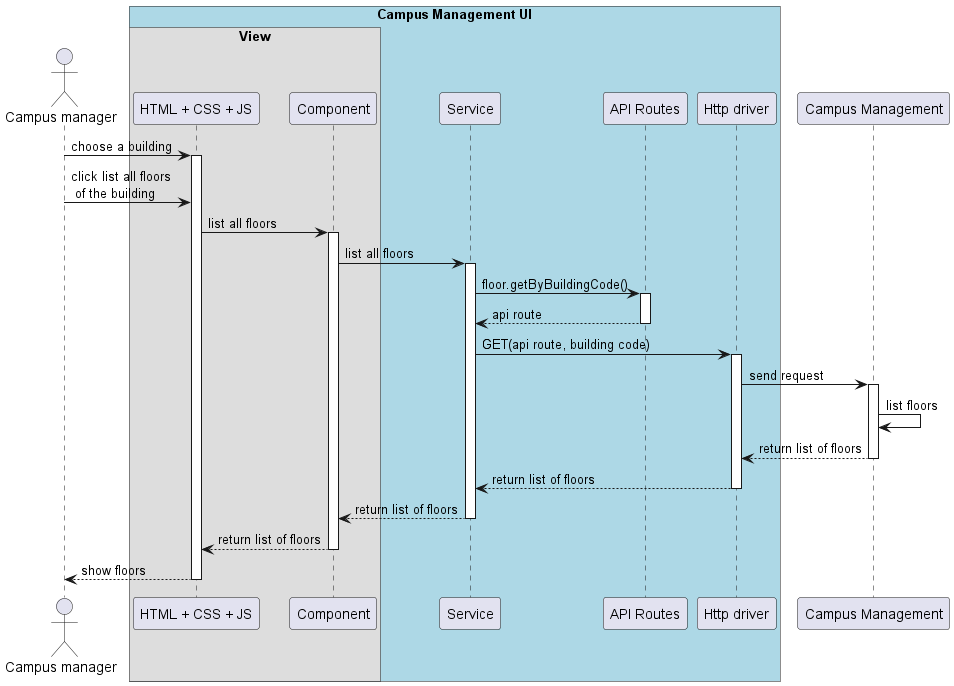 Campus Management UI
View
Campus manager
HTML + CSS + JS
Component
Service
API Routes
Http driver
Campus Management
choose a building
click list all floors
of the building
list all floors
list all floors
floor.getByBuildingCode()
api route
GET(api route, building code)
send request
list floors
return list of floors
return list of floors
return list of floors
return list of floors
show floors
Campus manager
HTML + CSS + JS
Component
Service
API Routes
Http driver
Campus Management